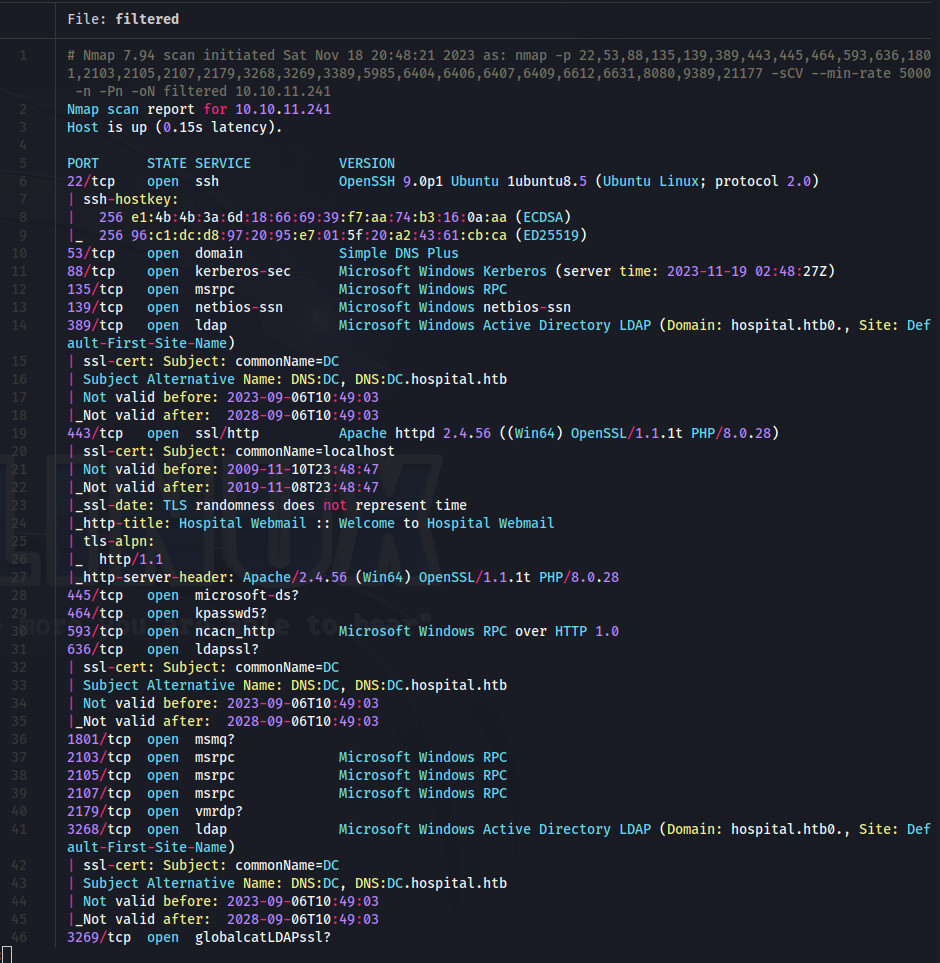 File: filtered
1 # Nmap 7.94 scan initiated Sat Nov 18 20:48:21 2023 as: nmap -p 22,53,88,135,139,389,443,445,464,593,636,180
1,2103,2105,2107,2179,3268,3269,3389,5985,6404,6406,6407,6409,6612,6631,8080,9389,21177 -sCV --min-rate 5000
-n -Pn -oN filtered 10.10.11.241
2 Nmap scan report for 10.10.11.241
3 Host is up (0.15s latency).
4
5 PORT STATE SERVICE VERSION
6 22/tcp open ssh OpenSSH 9.0p1 Ubuntu 1ubuntu8.5 (Ubuntu Linux; protocol 2.0)
7 | ssh-hostkey:
8 | 256 e1:4b:4b:3a:6d:18:66:69:39:f7:aa:74:b3:16:0a:aa (ECDSA)
9 |_ 256 96:c1:dc:d8:97:20:95:e7:01:5f:20:a2:43:61:cb:ca (ED25519)
10 53/tcp open domain Simple DNS Plus
11 88/tcp open kerberos-sec Microsoft Windows Kerberos (server time: 2023-11-19 02:48:27Z)
12 135/tcp open msrpc Microsoft Windows RPC
13 139/tcp open netbios-ssn Microsoft Windows netbios-ssn
14 389/tcp open ldap Microsoft Windows Active Directory LDAP (Domain: hospital.htb0., Site: Def
ault-First-Site-Name)
15 | ssl-cert: Subject: commonName=DC
16 | Subject Alternative Name: DNS:DC, DNS:DC.hospital.htb
17 | Not valid before: 2023-09-06T10:49:03
18 |_Not valid after: 2028-09-06T10:49:03
19 443/tcp open ssl/http Apache httpd 2.4.56 ((Win64) OpenSSL/1.1.1t PHP/8.0.28)
20 | ssl-cert: Subject: commonName=localhost
21 | Not valid before: 2009-11-10T23:48:47
22 |_Not valid after: 2019-11-08T23:48:47
23 |_ssl-date: TLS randomness does not represent time
24 |_http-title: Hospital Webmail :: Welcome to Hospital Webmail
25 | tls-alpn:
26 |_ http/1.1
27 |_http-server-header: Apache/2.4.56 (Win64) OpenSSL/1.1.1t PHP/8.0.28
28 445/tcp open microsoft-ds?
29 464/tcp open kpasswd5?
30 593/tcp open ncacn_http Microsoft Windows RPC over HTTP 1.0
31 636/tcp open ldapssl?
32 | ssl-cert: Subject: commonName=DC
33 | Subject Alternative Name: DNS:DC, DNS:DC.hospital.htb
34 | Not valid before: 2023-09-06T10:49:03
35 |_Not valid after: 2028-09-06T10:49:03
36 1801/tcp open msmq?
37 2103/tcp open msrpc Microsoft Windows RPC
38 2105/tcp open msrpc Microsoft Windows RPC
39 2107/tcp open msrpc Microsoft Windows RPC
40 2179/tcp open vmrdp?
41 3268/tcp open ldap Microsoft Windows Active Directory LDAP (Domain: hospital.htb0., Site: Def
ault-First-Site-Name)
42 | ssl-cert: Subject: commonName=DC
43 | Subject Alternative Name: DNS:DC, DNS:DC.hospital.htb
44 | Not valid before: 2023-09-06T10:49:03
45 |_Not valid after: 2028-09-06T10:49:03
46 3269/tcp open globalcatLDAPssl?